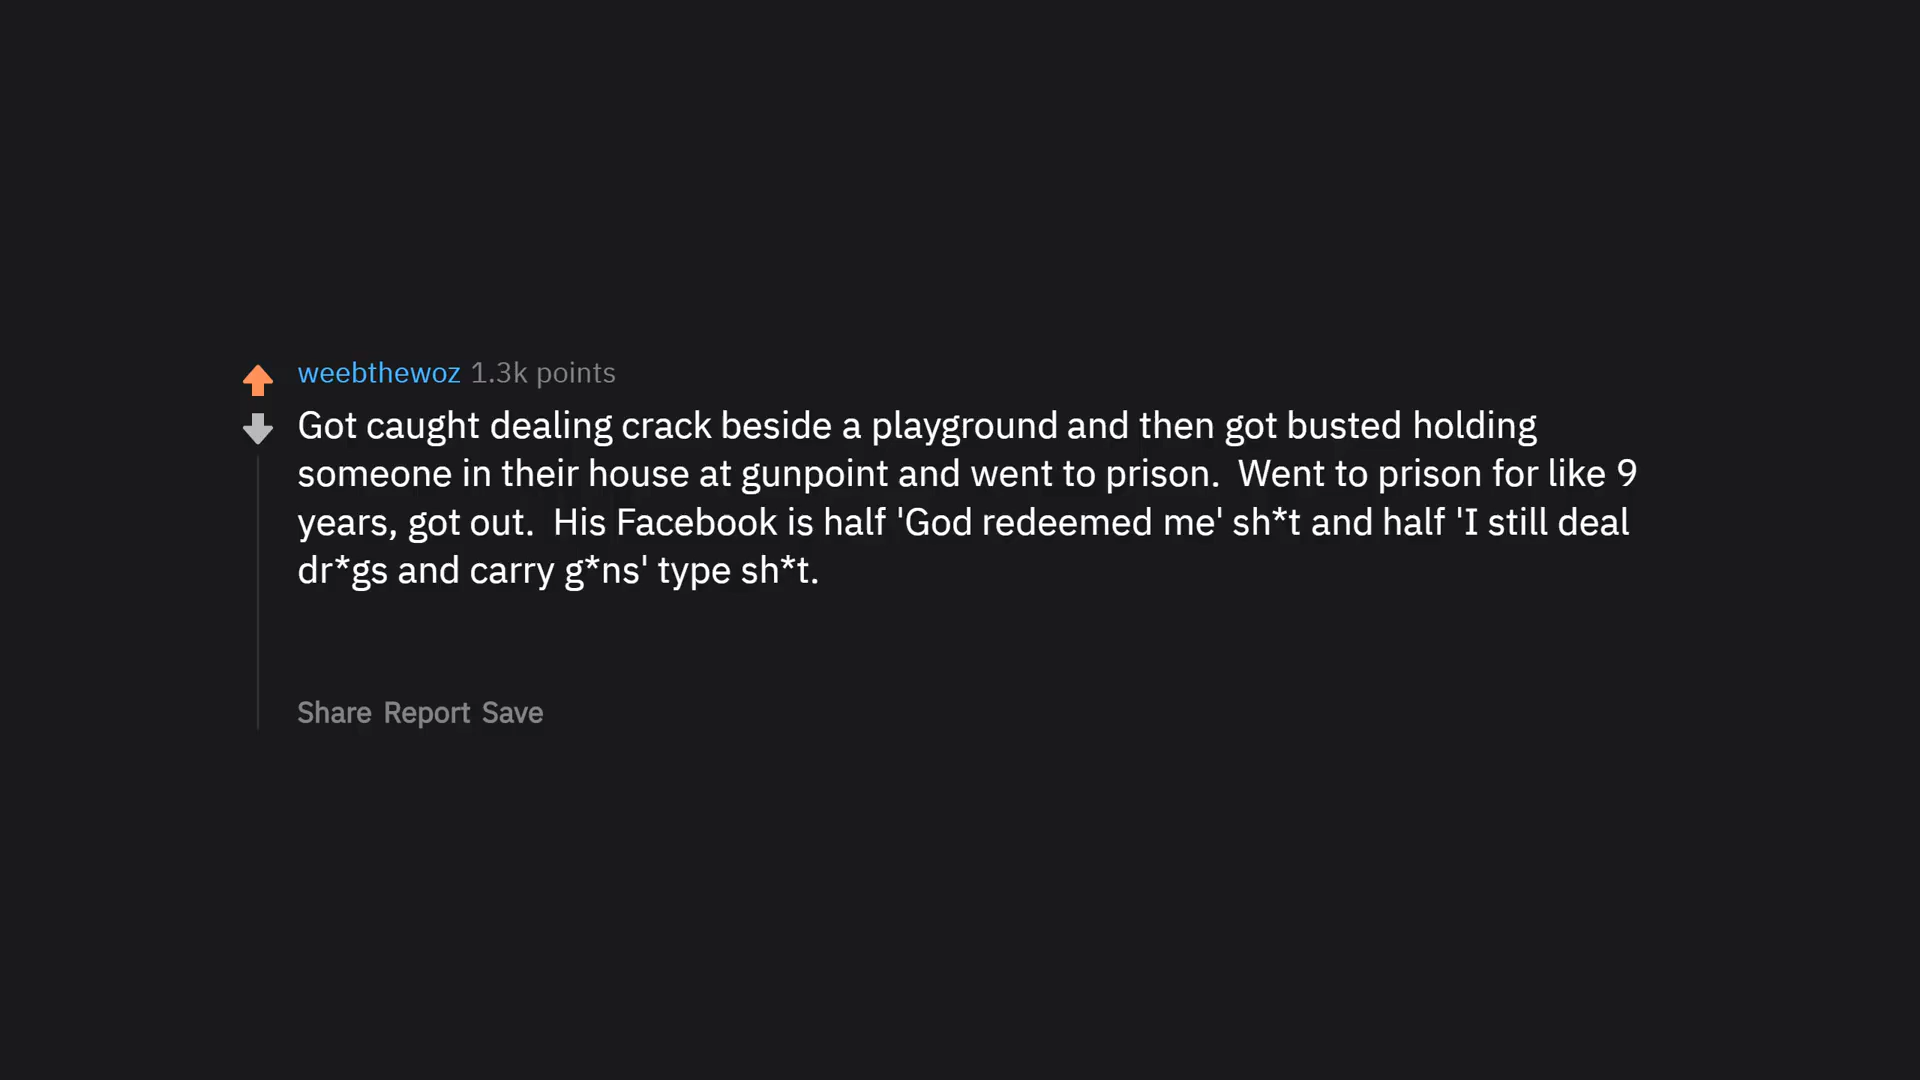 weebthewoz 1.3k points
Got caught dealing crack beside a playground and then got busted holding
someone in their house at gunpoint and went to prison.  Went to prison for like 9
years, got out.  His Facebook is half 'God redeemed me' sh*t and half 'I still deal
dr*gs and carry g*ns' type sh*t.
Share Report Save